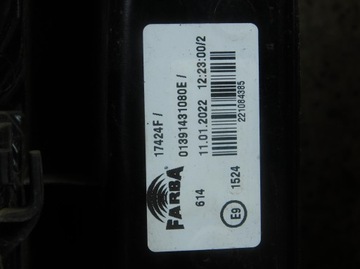 17424F /
01391431080E /
11.01.2022 12:23:00/2
221084385
FARBA
614
E9
1524